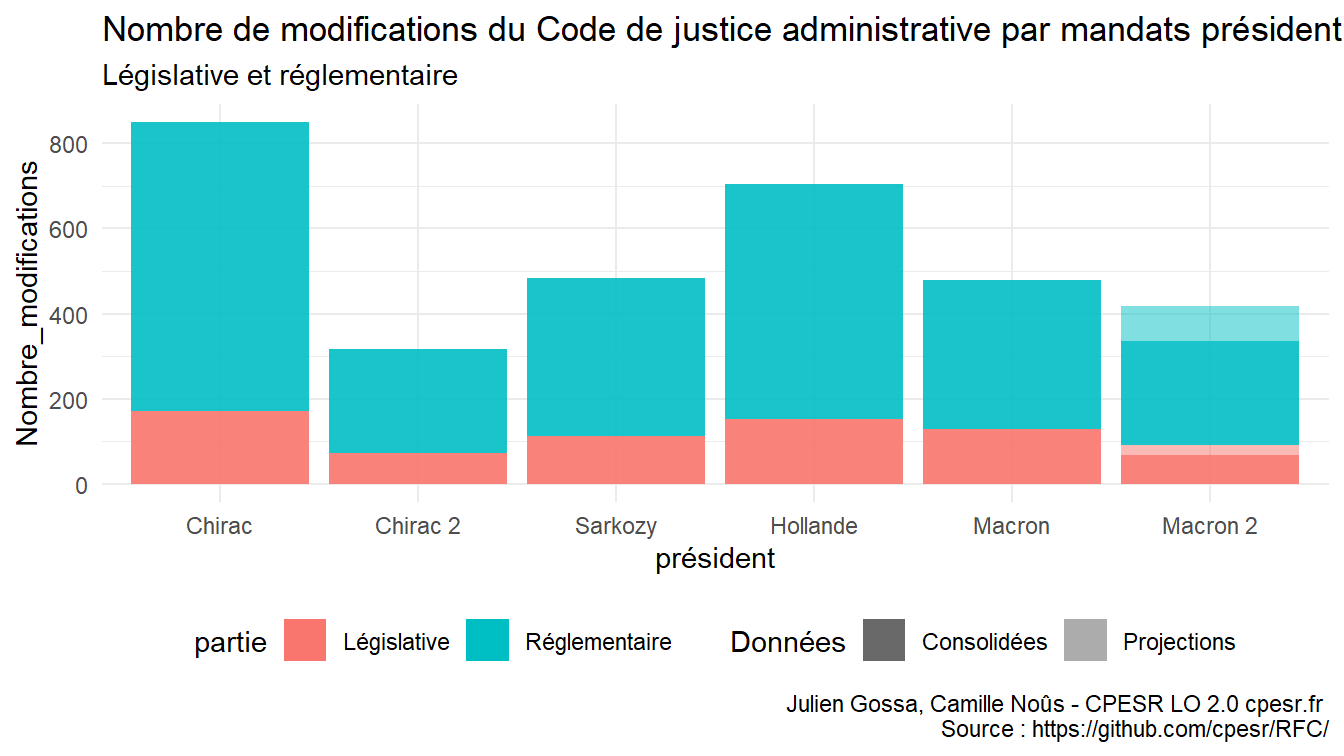 Nombre de modifications du Code de justice administrative par mandats président
Législative et réglementaire
Nombre_modifications
800
600
400
200
0
Chirac Chirac 2 Sarkozy Hollande Macron Macron 2
président
partie Législative Réglementaire Données Consolidées Projections
Julien Gossa, Camille Noûs - CPESR LO 2.0 cpesr.fr
Source : https://github.com/cpesr/RFC/